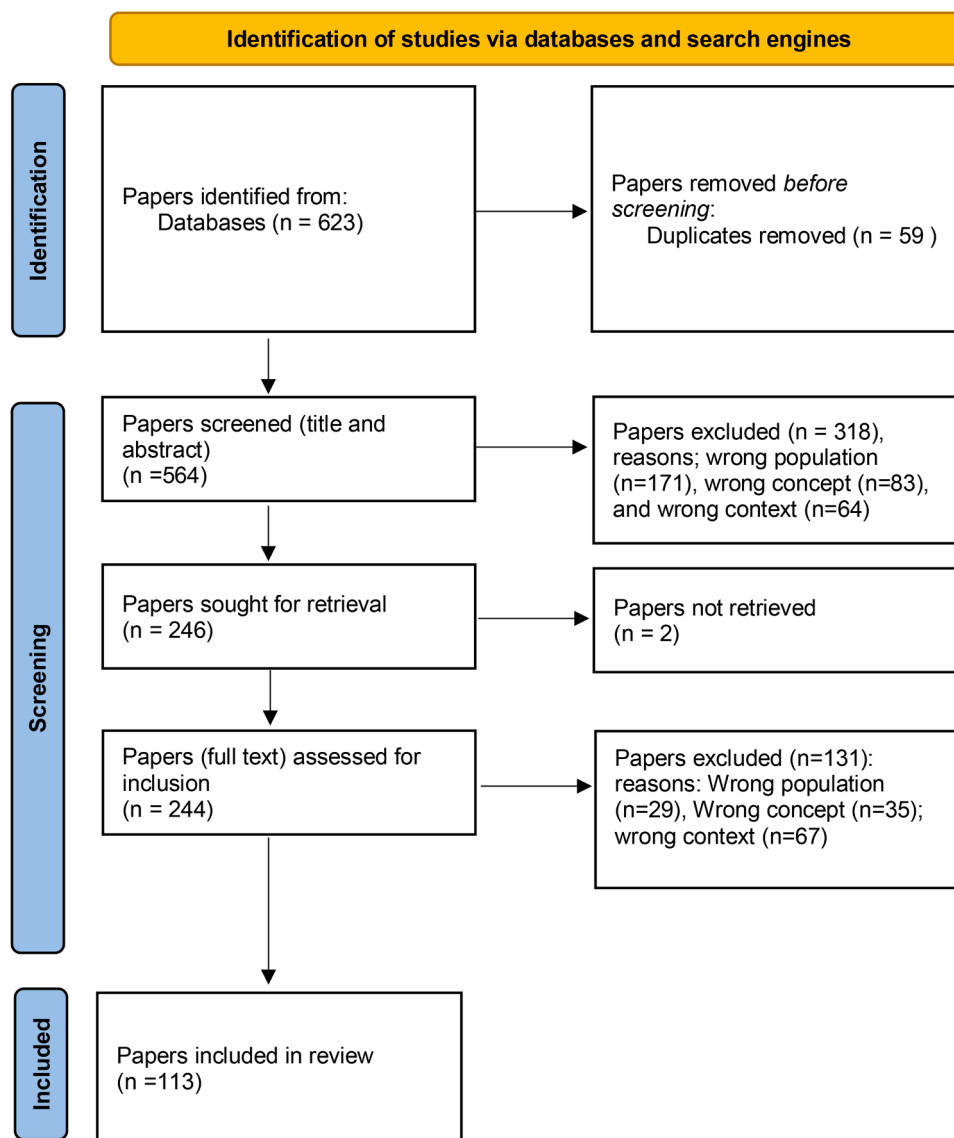 Identification of studies via databases and search engines
Identification
Papers identified from:
Databases (n = 623)
Papers removed before
screening:
Duplicates removed (n = 59 )
Screening
Papers screened (title and
abstract)
(n =564)
Papers excluded (n = 318),
reasons; wrong population
(n=171), wrong concept (n=83),
and wrong context (n=64)
Papers sought for retrieval
(n = 246)
Papers not retrieved
(n = 2)
Papers (full text) assessed for
inclusion
(n = 244)
Papers excluded (n=131):
reasons: Wrong population
(n=29), Wrong concept (n=35);
wrong context (n=67)
Included
Papers included in review
(n =113)